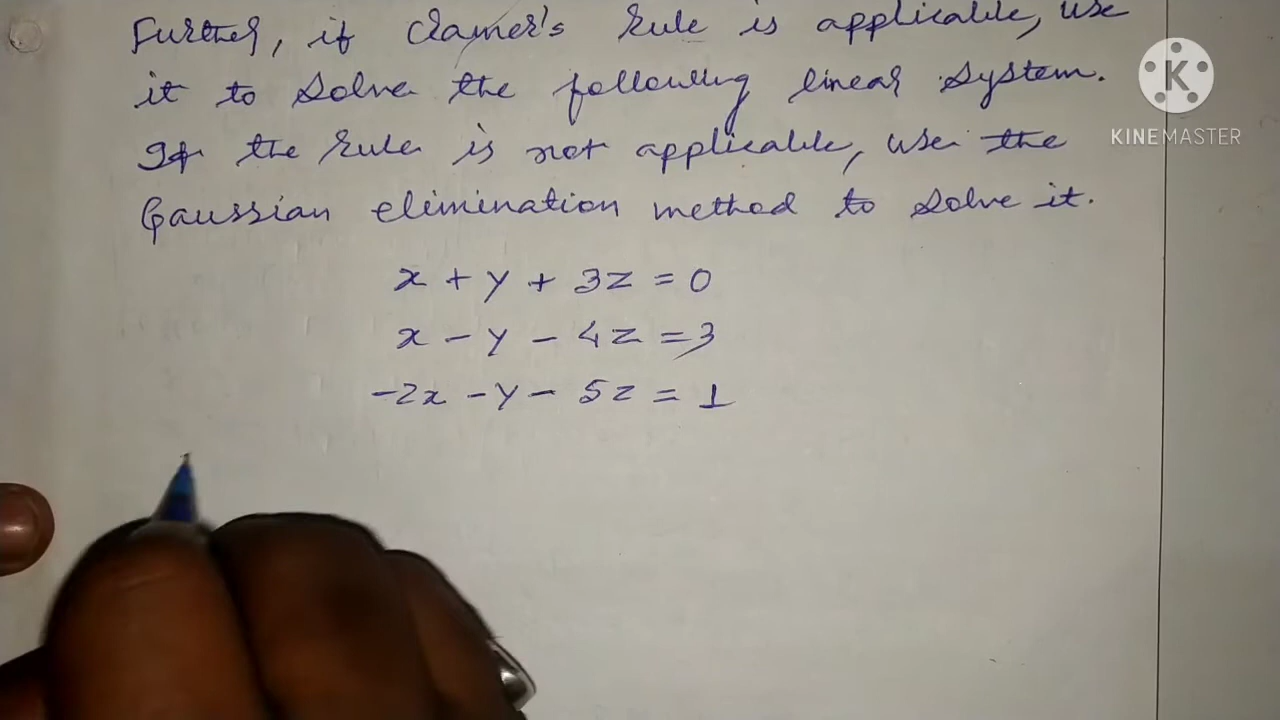 Further, if Cramer's rule is applicable, use
it to solve the following linear system.
If the rule is not applicable, use the
Gaussian elimination method to solve it.
x + y + 3z = 0
x - y - 4z = 3
-2x - y - 5z = 1
K
KINEMASTER